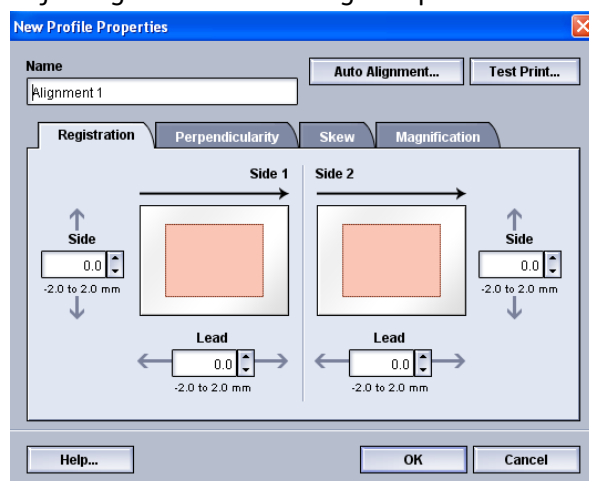 New Profile Properties
Name
Auto Alignment...
Test Print...
Alignment 1
Registration
Perpendicularity
Skew
Magnification
Side 1
Side 2
Side
0.0
-2.0 to 2.0 mm
Side
0.0
-2.0 to 2.0 mm
Lead
0.0
-2.0 to 2.0 mm
Lead
0.0
-2.0 to 2.0 mm
Help...
OK
Cancel